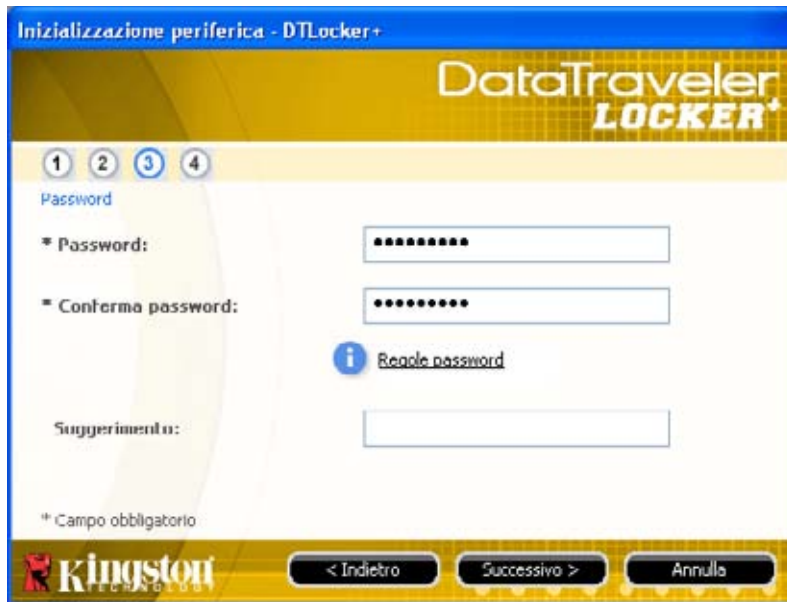 Inizializzazione periferica - DTLocker+
DataTraveler
LOCKER+
1 2 3 4
Password
* Password:
•••••••••
* Conferma password:
•••••••••
i Regole password
Suggerimento:
* Campo obbligatorio
Kingston
TECHNOLOGY
< Indietro
Successivo >
Annulla